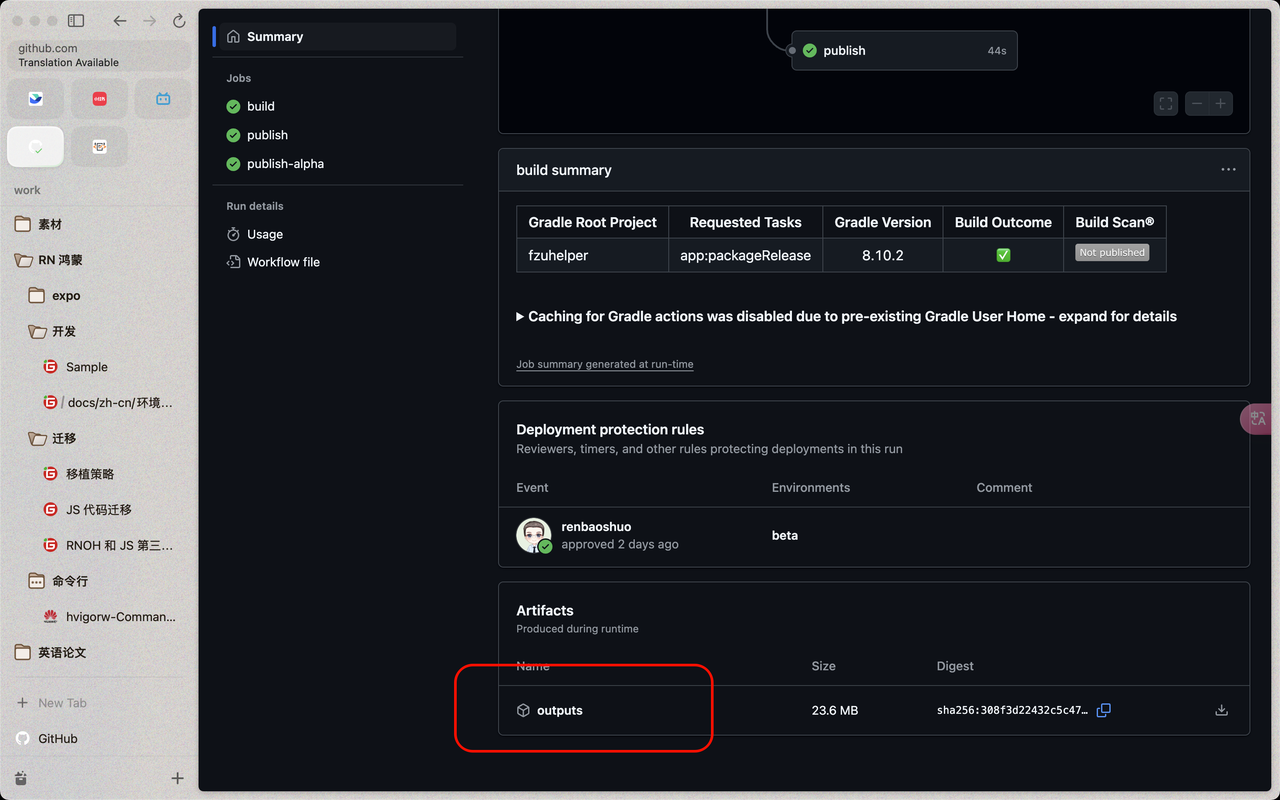 github.com
Translation Available
work
素材
RN 鸿蒙
expo
开发
Sample
/ docs/zh-cn/环境...
迁移
移植策略
JS 代码迁移
RNOH 和 JS 第三...
命令行
hvigorw-Comman...
英语论文
New Tab
GitHub
Summary
Jobs
build
publish
publish-alpha
Run details
Usage
Workflow file
publish 44s
build summary
Gradle Root Project Requested Tasks Gradle Version Build Outcome Build Scan®
fzuhelper app:packageRelease 8.10.2 Not published
Caching for Gradle actions was disabled due to pre-existing Gradle User Home - expand for details
Job summary generated at run-time
Deployment protection rules
Reviewers, timers, and other rules protecting deployments in this run
Event Environments Comment
renbaoshuo
approved 2 days ago
beta
Artifacts
Produced during runtime
Name Size Digest
outputs 23.6 MB sha256:308f3d22432c5c47...